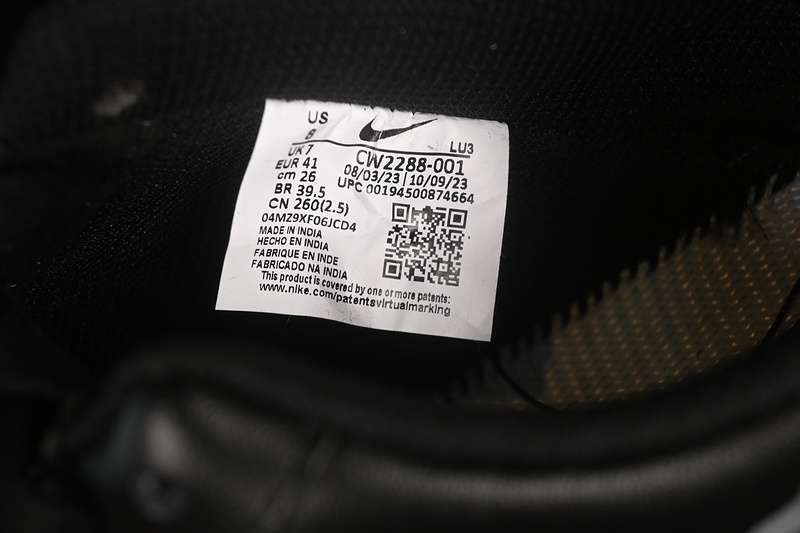 US
8
LU3
UK 7
CW2288-001
EUR 41
08/03/23 | 10/09/23
cm 26
UPC 00194500874664
BR 39.5
CN 260(2.5)
04MZ9XF06JCD4
MADE IN INDIA
HECHO EN INDIA
FABRIQUE EN INDE
FABRICADO NA INDIA
This product is covered by one or more patents:
www.nike.com/patentsvirtualmarking